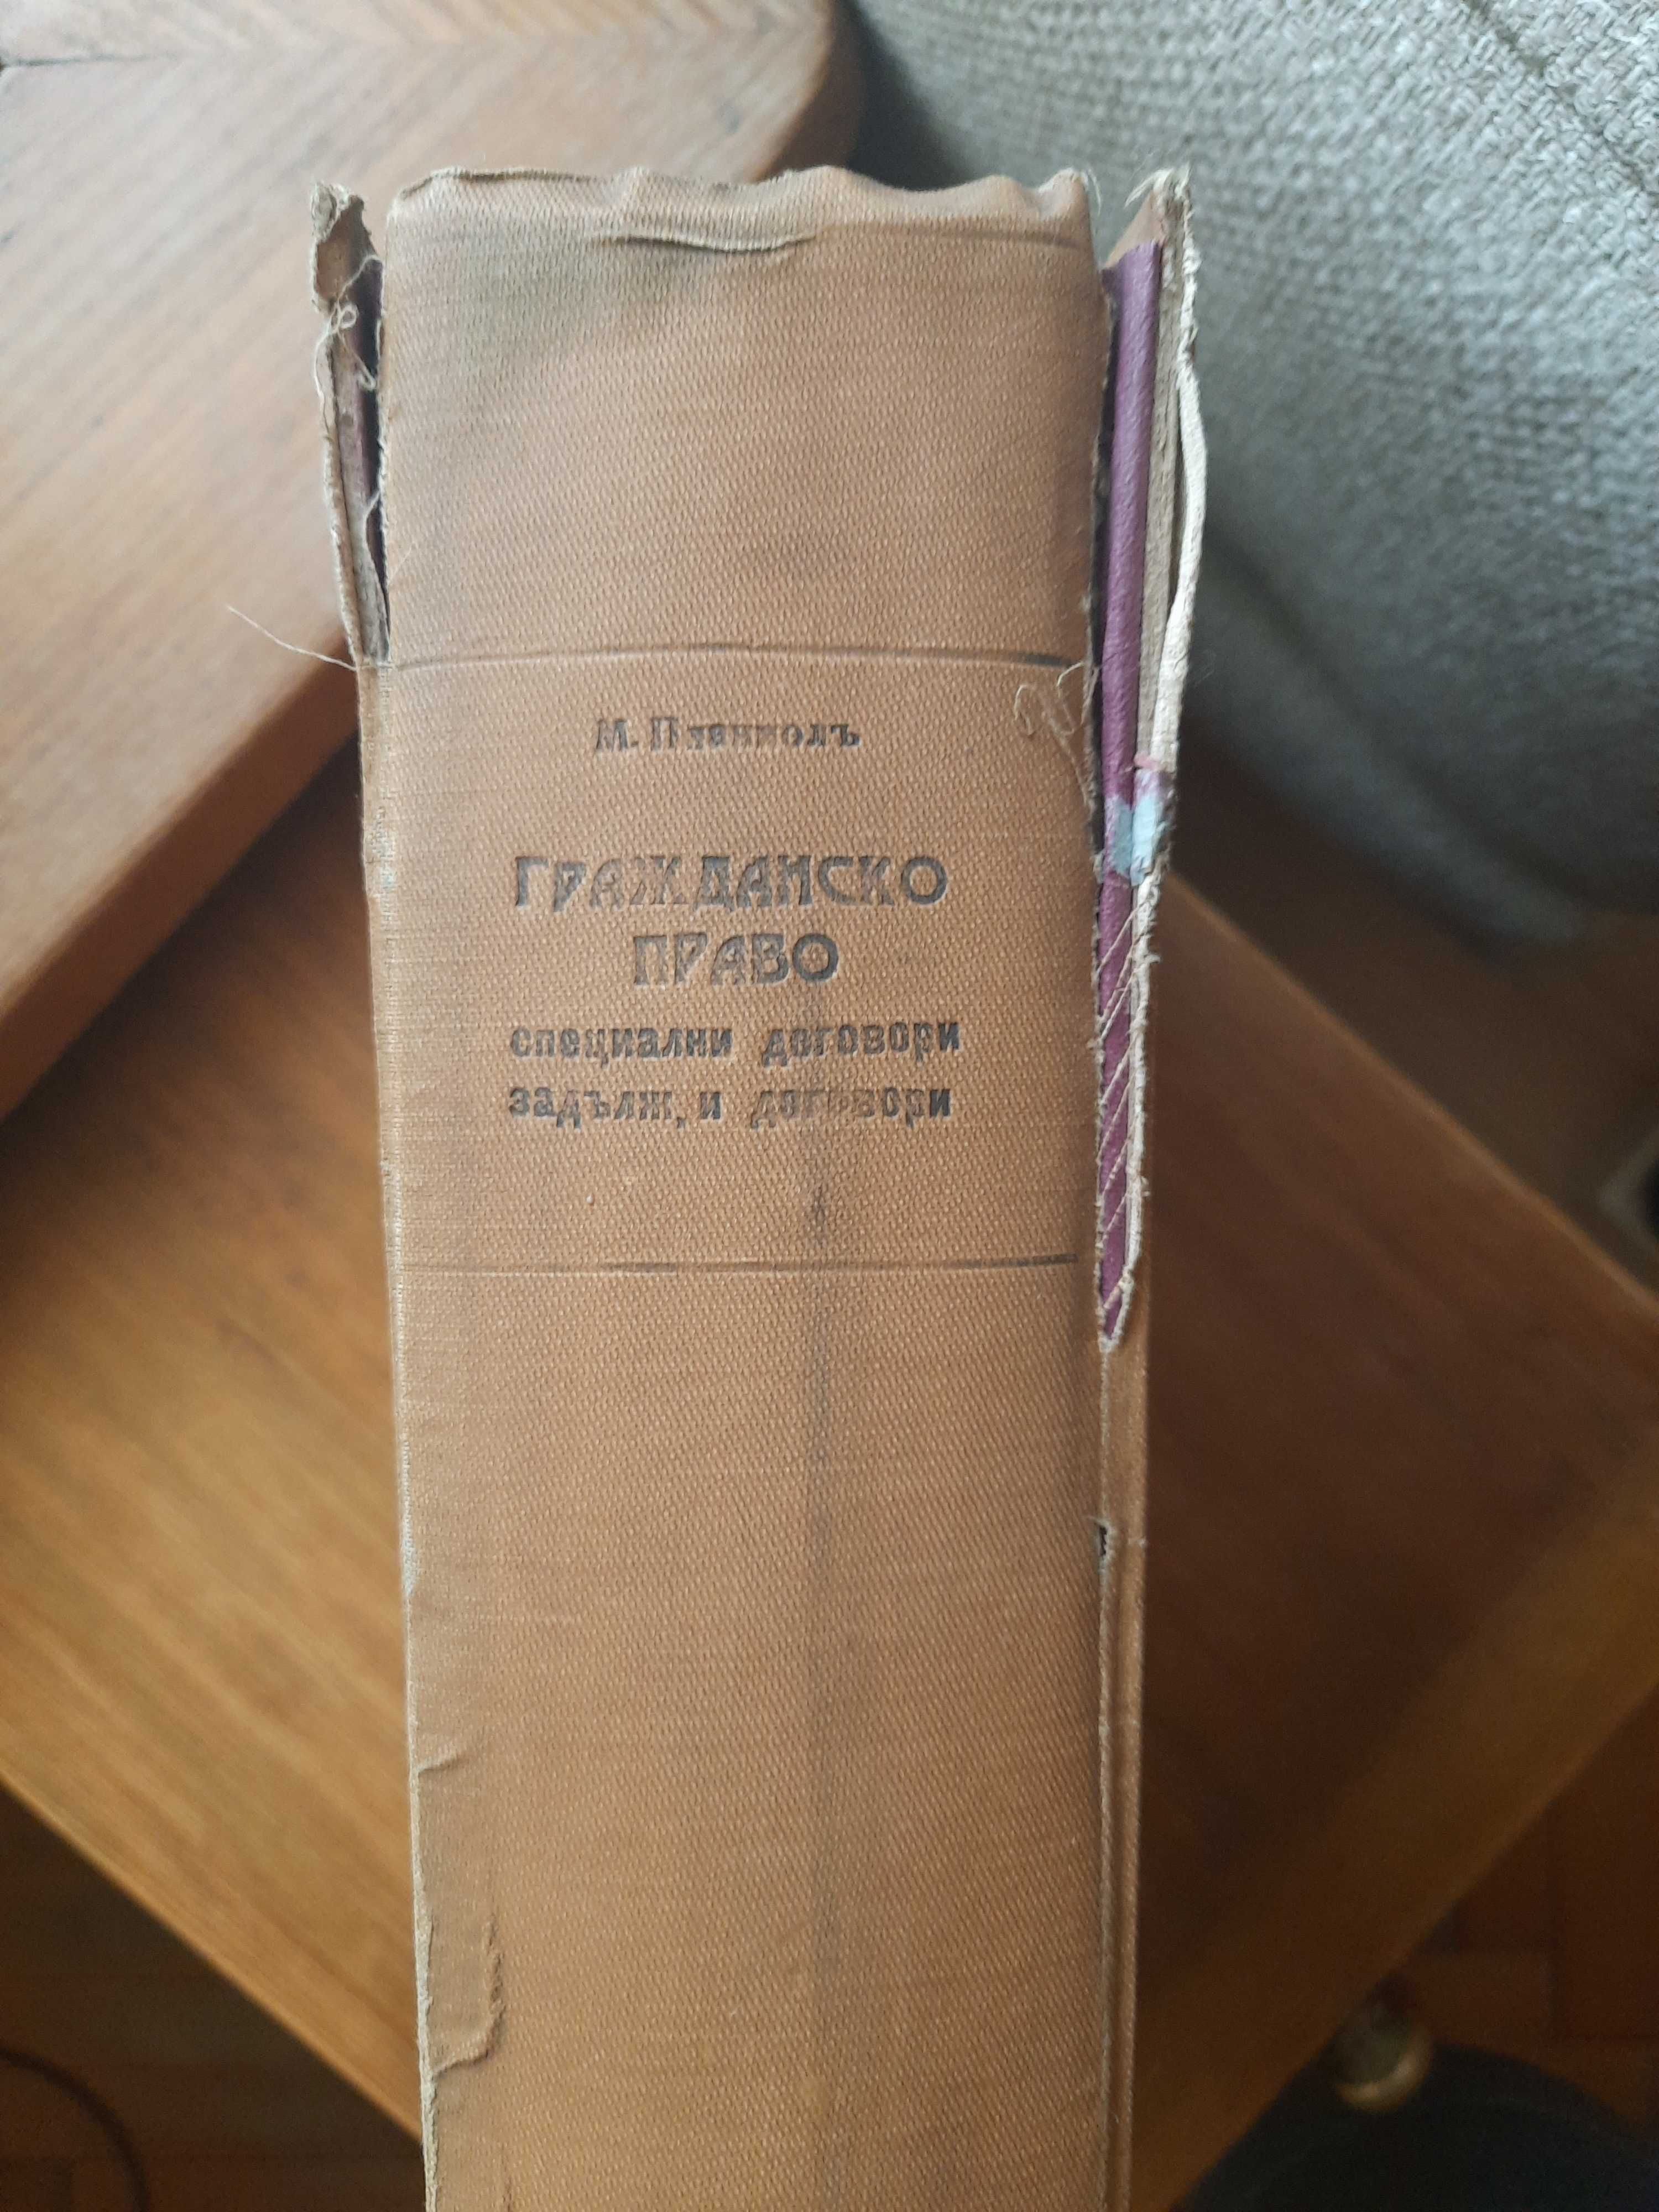 М. Планиолъ
ГРАЖДАНСКО
ПРАВО
специални договори
задълж, и договори